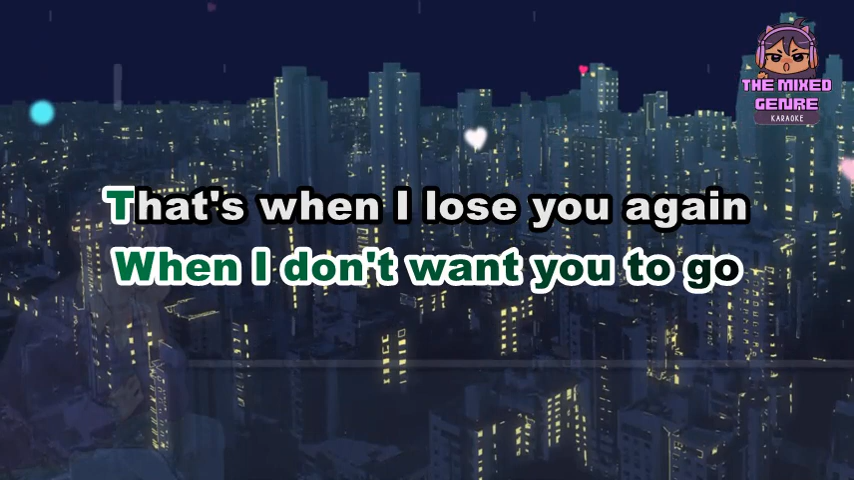 THE MIXED
GENRE
KARAOKE
That's when I lose you again
When I don't want you to go